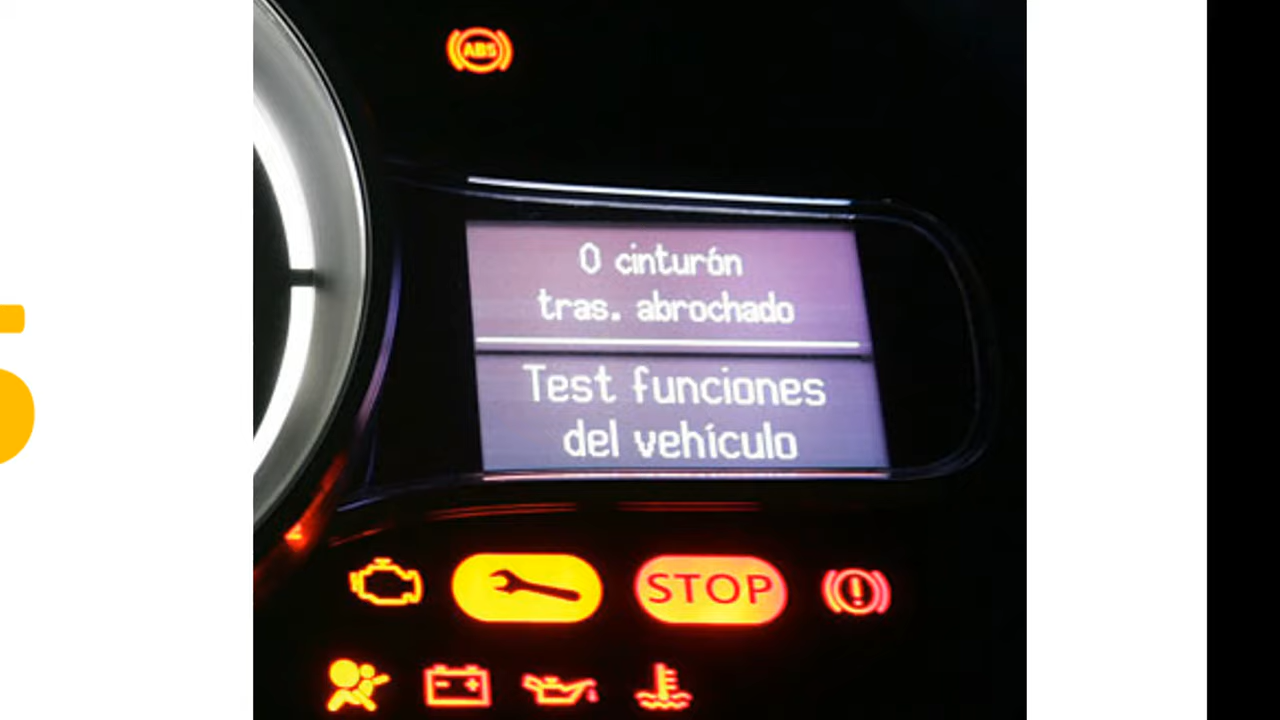 ABS
0 cinturón
tras. abrochado
Test funciones
del vehículo
STOP